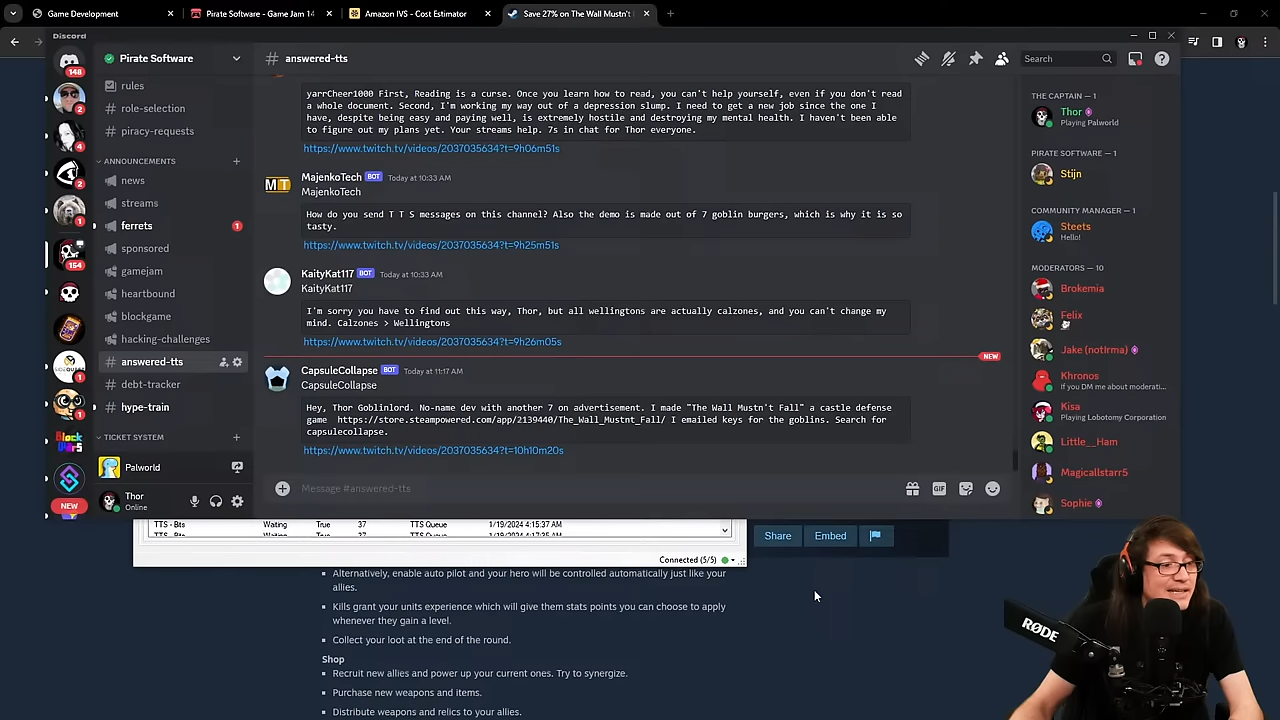 Game Development
Pirate Software - Game Jam 14
Amazon IVS - Cost Estimator
Save 27% on The Wall Mustn't
Discord
148
2
4
2
1
154
1
NEW
Pirate Software
rules
role-selection
piracy-requests
ANNOUNCEMENTS
news
streams
ferrets
1
sponsored
gamejam
heartbound
blockgame
hacking-challenges
answered-tts
debt-tracker
hype-train
TICKET SYSTEM
Palworld
Thor
Online
answered-tts
Search
yarrCheer1000 First, Reading is a curse. Once you learn how to read, you can't help yourself, even if you don't read
a whole document. Second, I'm working my way out of a depression slump. I need to get a new job since the one I
have, despite being easy and paying well, is extremely hostile and destroying my mental health. I haven't been able
to figure out my plans yet. Your streams help. 7s in chat for Thor everyone.
https://www.twitch.tv/videos/2037035634?t=9h06m51s
MajenkoTech BOT Today at 10:33 AM
MajenkoTech
How do you send T T S messages on this channel? Also the demo is made out of 7 goblin burgers, which is why it is so
tasty.
https://www.twitch.tv/videos/2037035634?t=9h25m51s
KaityKat117 BOT Today at 10:33 AM
KaityKat117
I'm sorry you have to find out this way, Thor, but all wellingtons are actually calzones, and you can't change my
mind. Calzones > Wellingtons
https://www.twitch.tv/videos/2037035634?t=9h26m05s
NEW
CapsuleCollapse BOT Today at 11:17 AM
CapsuleCollapse
Hey, Thor Goblinlord. No-name dev with another 7 on advertisement. I made "The Wall Mustn't Fall" a castle defense
game https://store.steampowered.com/app/2139440/The_Wall_Mustnt_Fall/ I emailed keys for the goblins. Search for
capsulecollapse.
https://www.twitch.tv/videos/2037035634?t=10h10m20s
Message #answered-tts
GIF
THE CAPTAIN — 1
Thor
Playing Palworld
PIRATE SOFTWARE — 1
Stijn
COMMUNITY MANAGER — 1
Steets
Hello!
MODERATORS — 10
Brokemia
Felix
Jake (notIrma)
Khronos
If you DM me about moderati...
Kisa
Playing Lobotomy Corporation
Little__Ham
Magicallstarr5
Sophie
TTS - Bits Wating True 37 TTS Queue 1/19/2024 4:15:37 AM
Connected (5/5)
Share
Embed
Alternatively, enable auto pilot and your hero will be controlled automatically just like your
allies.
Kills grant your units experience which will give them stats points you can choose to apply
whenever they gain a level.
Collect your loot at the end of the round.
Shop
Recruit new allies and power up your current ones. Try to synergize.
Purchase new weapons and items.
Distribute weapons and relics to your allies.
RØDE